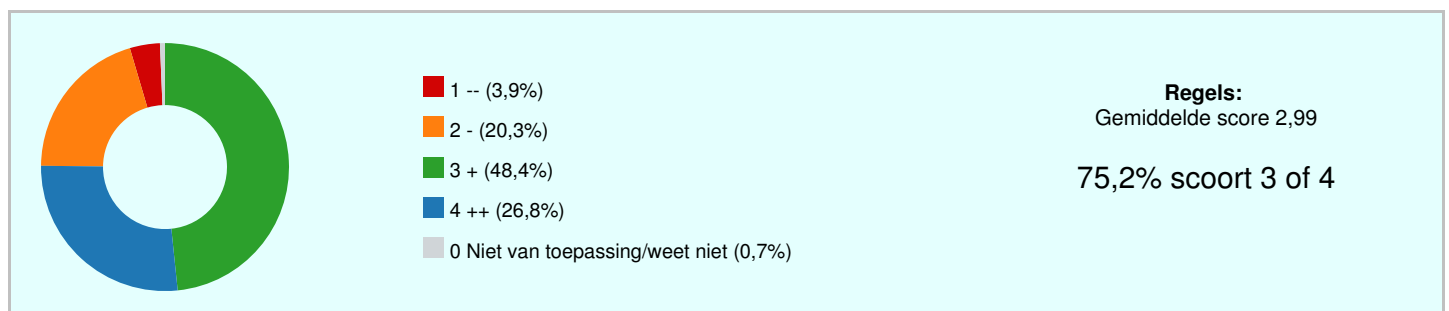 1 -- (3,9%)
2 - (20,3%)
3 + (48,4%)
4 ++ (26,8%)
0 Niet van toepassing/weet niet (0,7%)
Regels:
Gemiddelde score 2,99
75,2% scoort 3 of 4